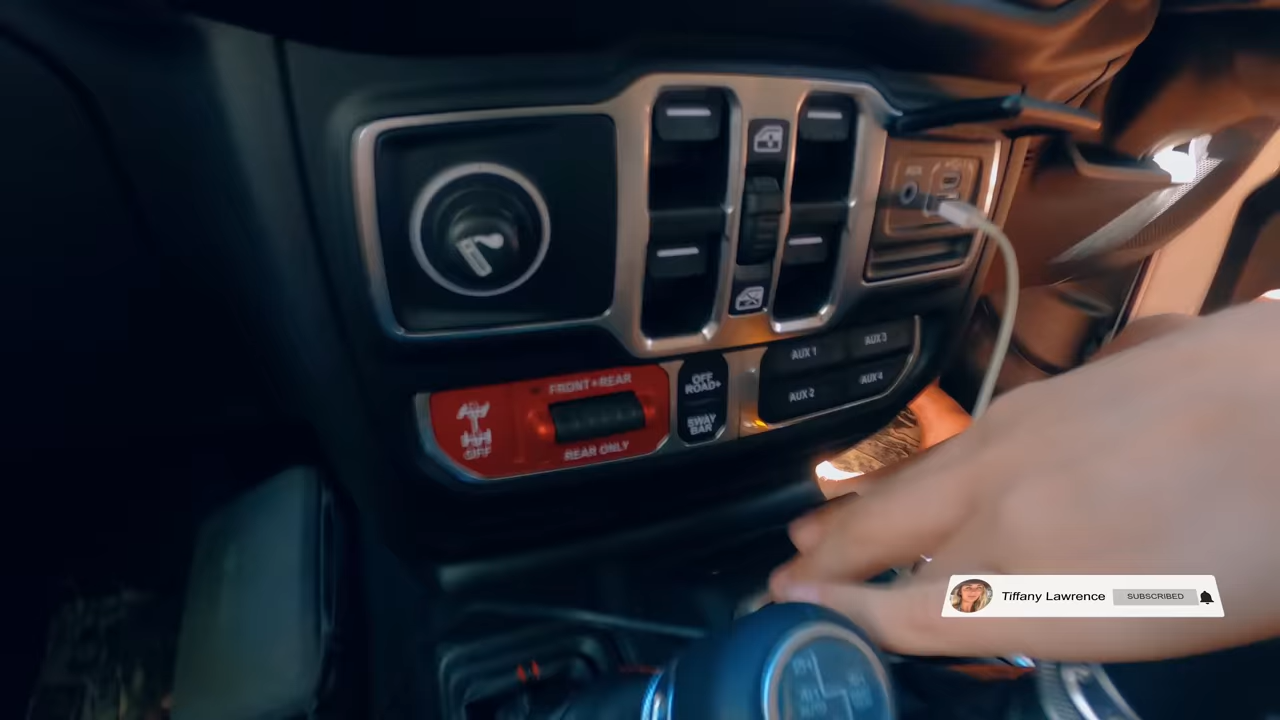 AUX
FRONT+REAR
OFF
REAR ONLY
OFF
ROAD+
SWAY
BAR
AUX 1
AUX 3
AUX 2
AUX 4
Tiffany Lawrence
SUBSCRIBED